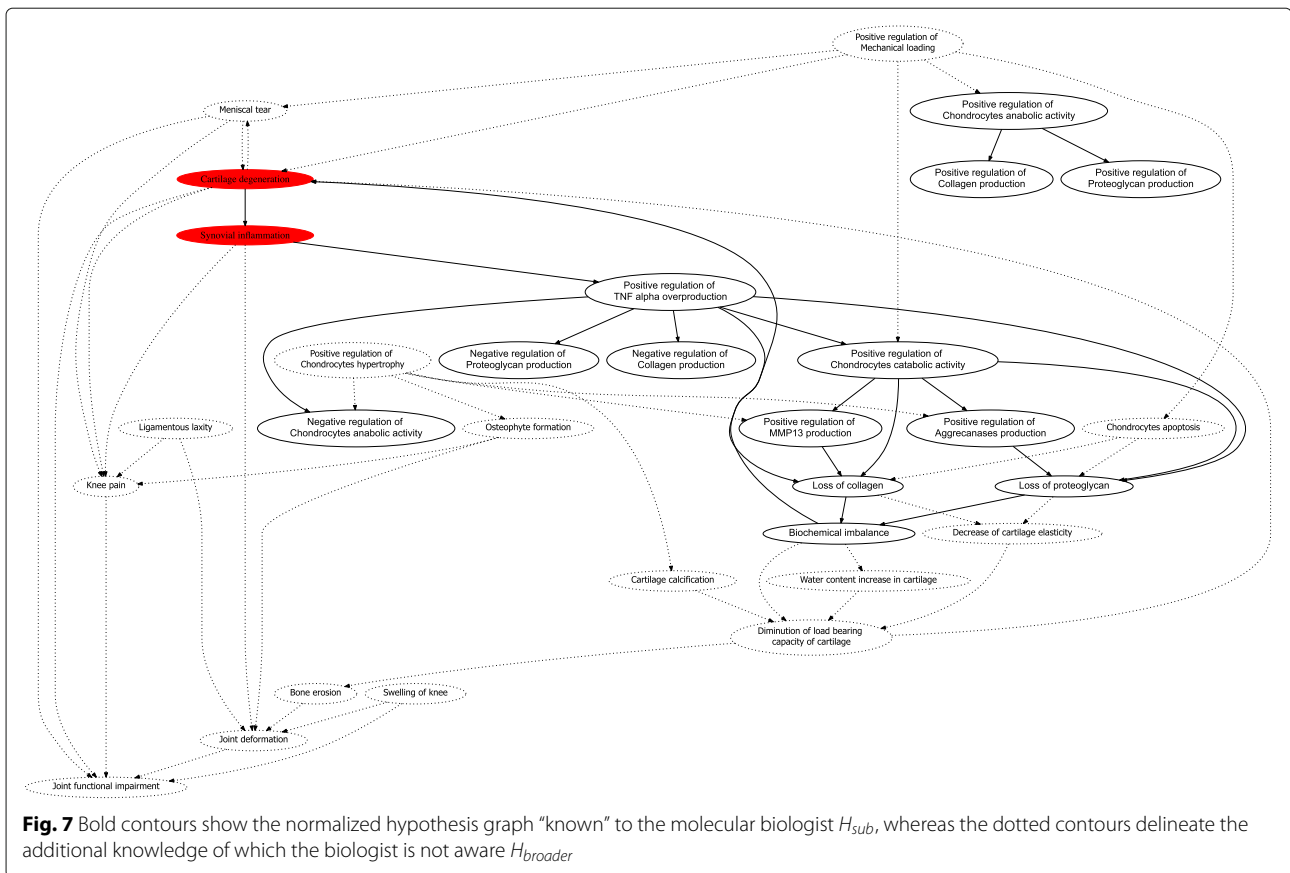 Positive regulation of
Mechanical loading
Meniscal tear
Positive regulation of
Chondrocytes anabolic activity
Cartilage degeneration
Positive regulation of
Collagen production
Positive regulation of
Proteoglycan production
Synovial inflammation
Positive regulation of
TNF alpha overproduction
Positive regulation of
Chondrocytes hypertrophy
Negative regulation of
Proteoglycan production
Negative regulation of
Collagen production
Positive regulation of
Chondrocytes catabolic activity
Ligamentous laxity
Negative regulation of
Chondrocytes anabolic activity
Osteophyte formation
Positive regulation of
MMP13 production
Positive regulation of
Aggrecanases production
Chondrocytes apoptosis
Knee pain
Loss of collagen
Loss of proteoglycan
Biochemical imbalance
Decrease of cartilage elasticity
Cartilage calcification
Water content increase in cartilage
Diminution of load bearing
capacity of cartilage
Bone erosion
Swelling of knee
Joint deformation
Joint functional impairment
Fig. 7 Bold contours show the normalized hypothesis graph “known” to the molecular biologist Hsub, whereas the dotted contours delineate the
additional knowledge of which the biologist is not aware Hbroader